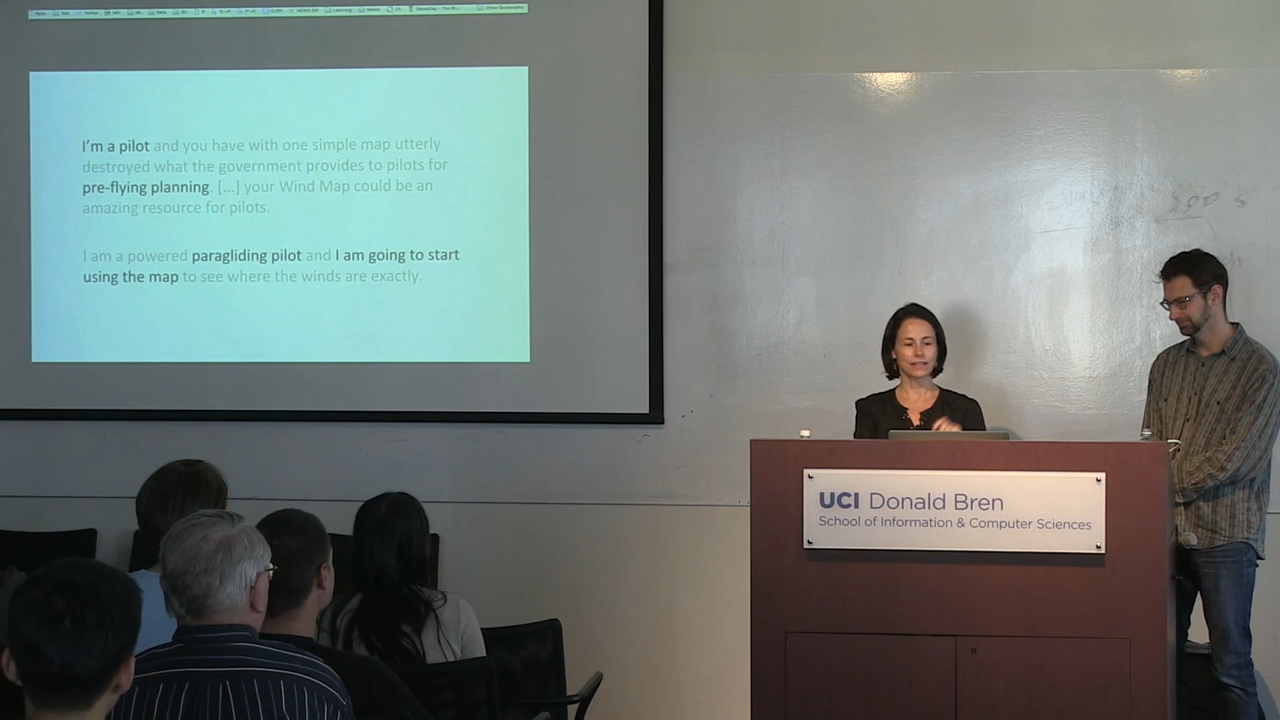 I'm a pilot and you have with one simple map utterly
destroyed what the government provides to pilots for
pre-flying planning. [...] your Wind Map could be an
amazing resource for pilots.
I am a powered paragliding pilot and I am going to start
using the map to see where the winds are exactly.
UCI Donald Bren
School of Information & Computer Sciences